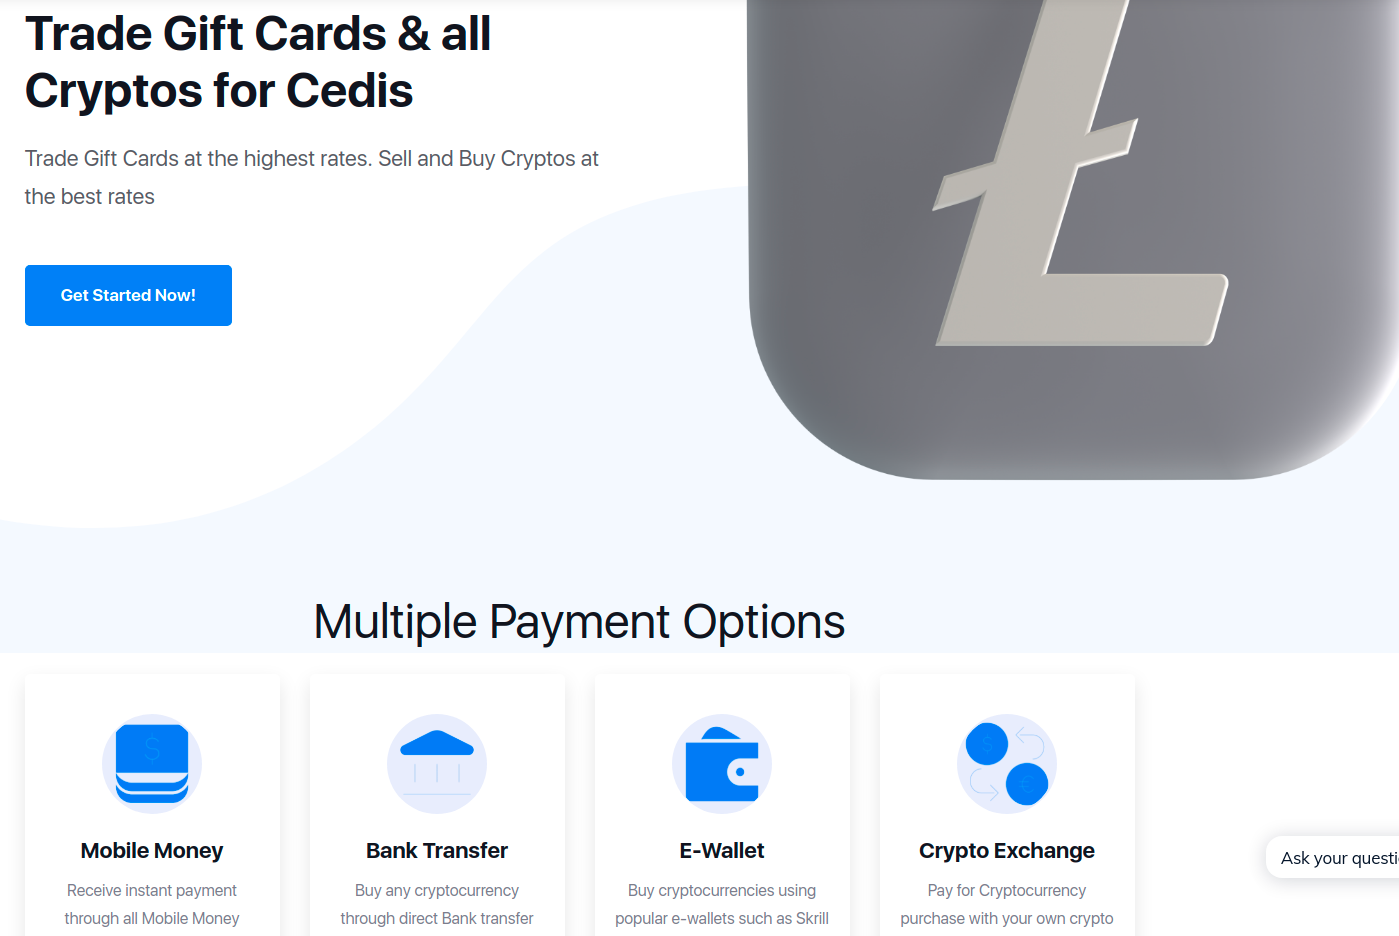 Trade Gift Cards & all
Cryptos for Cedis
Trade Gift Cards at the highest rates. Sell and Buy Cryptos at
the best rates
Get Started Now!
Multiple Payment Options
Mobile Money
Receive instant payment
through all Mobile Money
Bank Transfer
Buy any cryptocurrency
through direct Bank transfer
E-Wallet
Buy cryptocurrencies using
popular e-wallets such as Skrill
Crypto Exchange
Pay for Cryptocurrency
purchase with your own crypto
Ask your questi